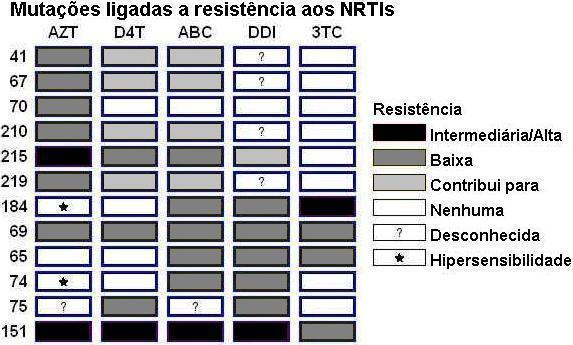 Mutações ligadas a resistência aos NRTIs
AZT D4T ABC DDI 3TC
41 ?
67 ?
70
210 ?
215
219 ?
184 ★
69
65
74 ★
75 ? ?
151
Resistência
Intermediária/Alta
Baixa
Contribui para
Nenhuma
? Desconhecida
★ Hipersensibilidade